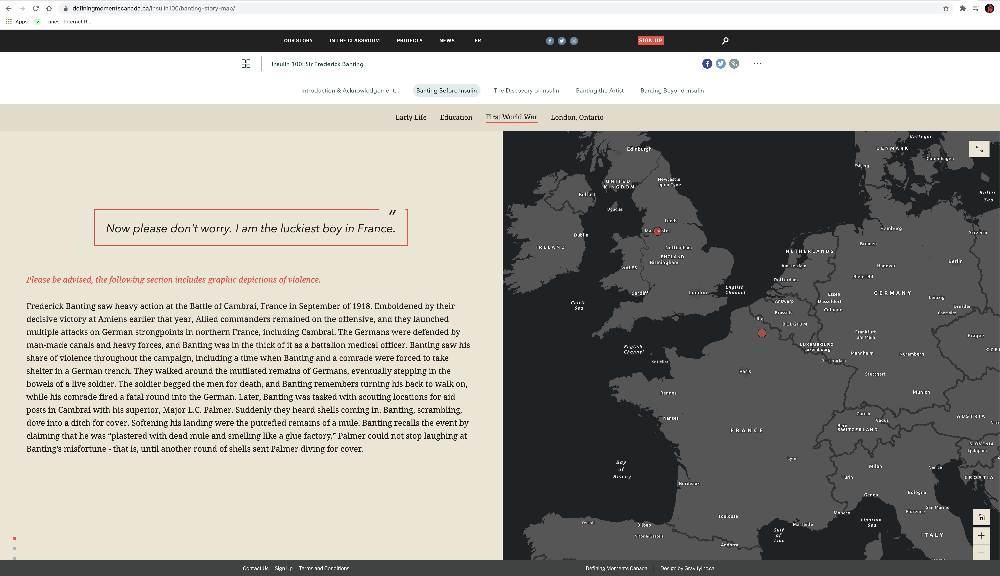 definingmomentscanada.ca/insulin100/banting-story-map/
Apps
iTunes | Internet R...
OUR STORY
IN THE CLASSROOM
PROJECTS
NEWS
FR
SIGN UP
Insulin 100: Sir Frederick Banting
Introduction & Acknowledgement...
Banting Before Insulin
The Discovery of Insulin
Banting the Artist
Banting Beyond Insulin
Early Life
Education
First World War
London, Ontario
"
Now please don't worry. I am the luckiest boy in France.
Please be advised, the following section includes graphic depictions of violence.
Frederick Banting saw heavy action at the Battle of Cambrai, France in September of 1918. Emboldened by their
decisive victory at Amiens earlier that year, Allied commanders remained on the offensive, and they launched
multiple attacks on German strongpoints in northern France, including Cambrai. The Germans were defended by
man-made canals and heavy forces, and Banting was in the thick of it as a battalion medical officer. Banting saw his
share of violence throughout the campaign, including a time when Banting and a comrade were forced to take
shelter in a German trench. They walked around the mutilated remains of Germans, eventually stepping in the
bowels of a live soldier. The soldier begged the men for death, and Banting remembers turning his back to walk on,
while his comrade fired a fatal round into the German. Later, Banting was tasked with scouting locations for aid
posts in Cambrai with his superior, Major L.C. Palmer. Suddenly they heard shells coming in. Banting, scrambling,
dove into a ditch for cover. Softening his landing were the putrefied remains of a mule. Banting recalls the event by
claiming that he was “plastered with dead mule and smelling like a glue factory.” Palmer could not stop laughing at
Banting’s misfortune - that is, until another round of shells sent Palmer diving for cover.
Kattegat
DENMARK
Edinburgh
Copenhagen
Esbjerg
Newcastle
upon Tyne
UNITED
KINGDOM
Belfast
Baltic
Sea
Douglas
Leeds
Manchester
Hamburg
Szczecin
Dublin
Bremen
IRELAND
Nottingham
NETHERLANDS
ENGLAND
Birmingham
Berlin
Amsterdam
Hanover
WALES
Bielefeld
Rotterdam
English
Channel
Cardiff
London
Essen
GERMANY
Leipzig
Celtic
Sea
Antwerp
Dusseldorf
Dresden
Cologne
Brussels
Chemnitz
Lille
BELGIUM
Frankfurt
am Main
Prague
LUXEMBOURG
Luxembourg
English
Channel
CZE
Mannheim
Nuremberg
St Helier
Saarbrucken
Paris
Stuttgart
Rennes
Munich
Zurich
AUSTRIA
Nantes
Vaduz
Graz
Bern
SWITZERLAND
FRANCE
SLOVENIA
Ljubljana
Lyon
Bay
of
Biscay
Milan
Venice
Turin
CROATIA
Bordeaux
Bologna
Genoa
San Marino
Florence
Monaco
Toulouse
Ligurian
Sea
Oviedo
Bilbao
Marseille
Gulf
of
Lion
Vitoria-Gasteiz
ITALY
Andorra
Contact Us
Sign Up
Terms and Conditions
Defining Moments Canada
Design by GravityInc.ca